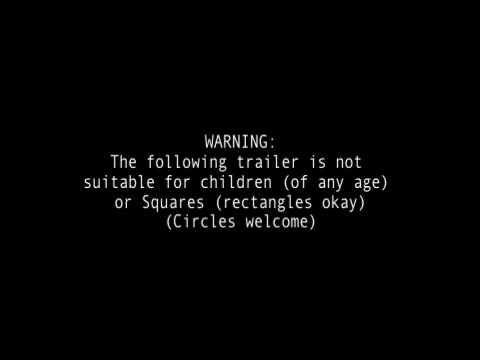 WARNING:
The following trailer is not
suitable for children (of any age)
or Squares (rectangles okay)
(Circles welcome)